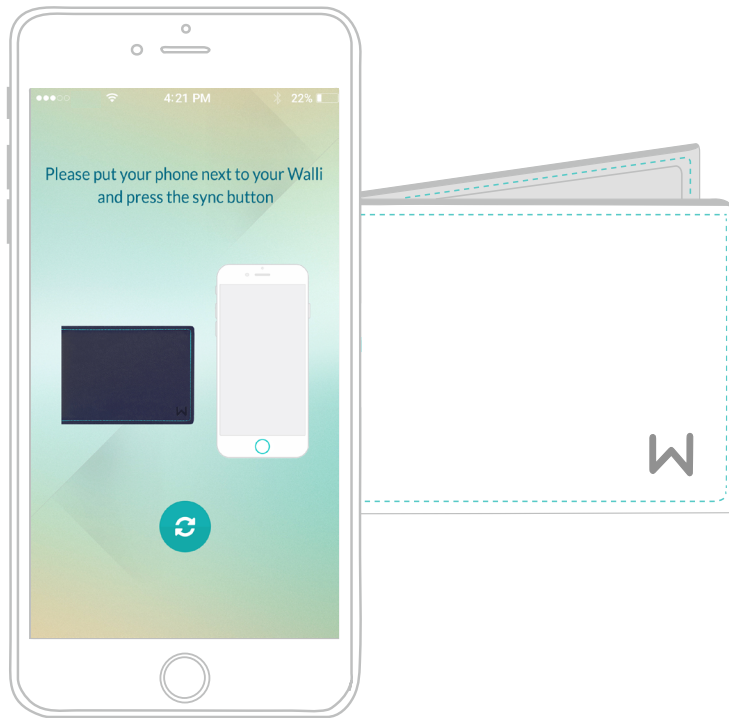 4:21 PM
22%
Please put your phone next to your Walli
and press the sync button
W
W